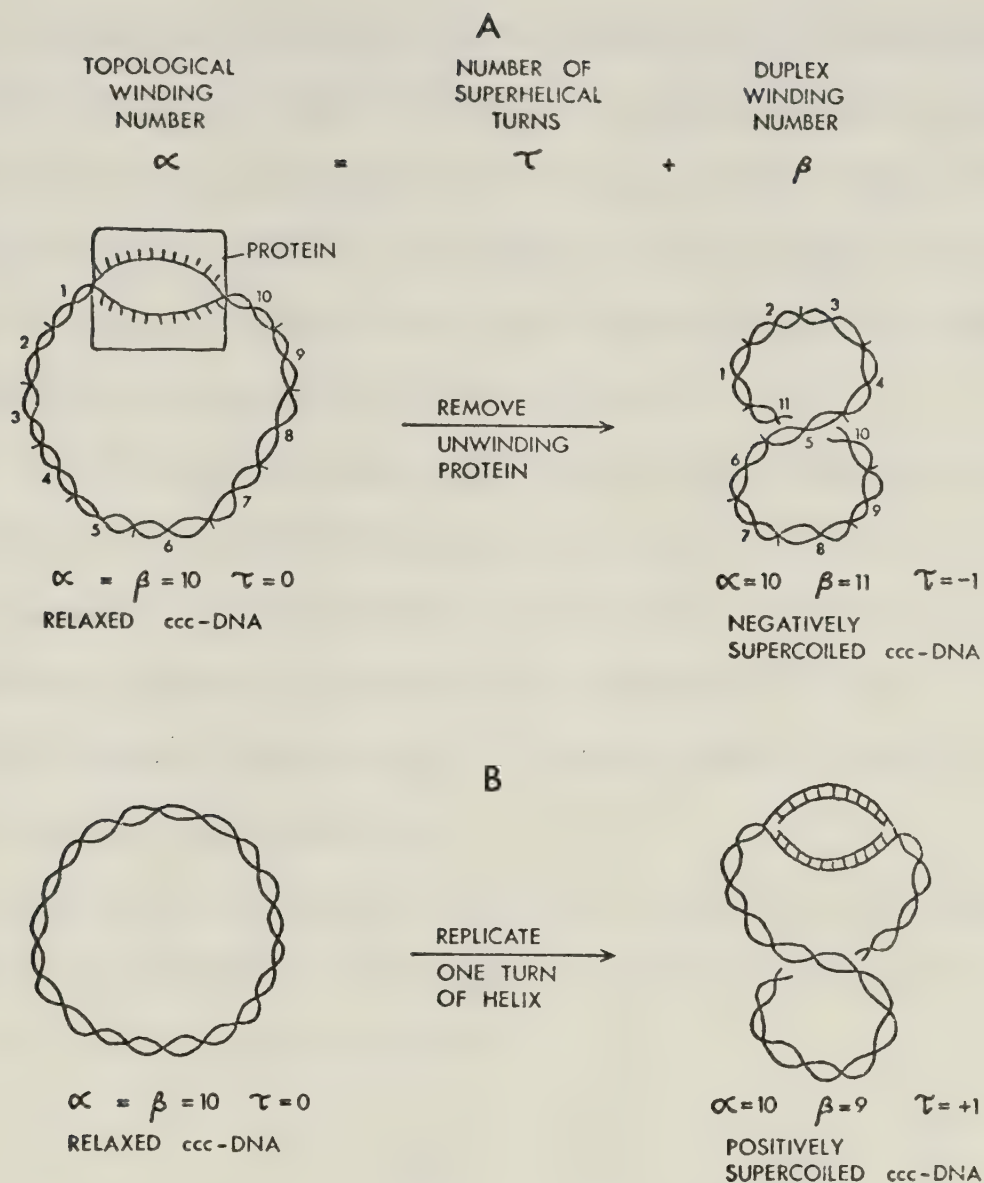 A
TOPOLOGICAL WINDING NUMBER
NUMBER OF SUPERHELICAL TURNS
DUPLEX WINDING NUMBER
∝ = τ + β
PROTEIN
1
2
3
4
5
6
7
8
9
10
REMOVE
UNWINDING
PROTEIN
1
2
3
4
5
6
7
8
9
10
11
∝ = β = 10 τ = 0
RELAXED ccc-DNA
∝=10 β=11 τ=-1
NEGATIVELY
SUPERCOILED ccc-DNA
B
REPLICATE
ONE TURN
OF HELIX
∝ = β = 10 τ = 0
RELAXED ccc-DNA
∝=10 β=9 τ=+1
POSITIVELY
SUPERCOILED ccc-DNA